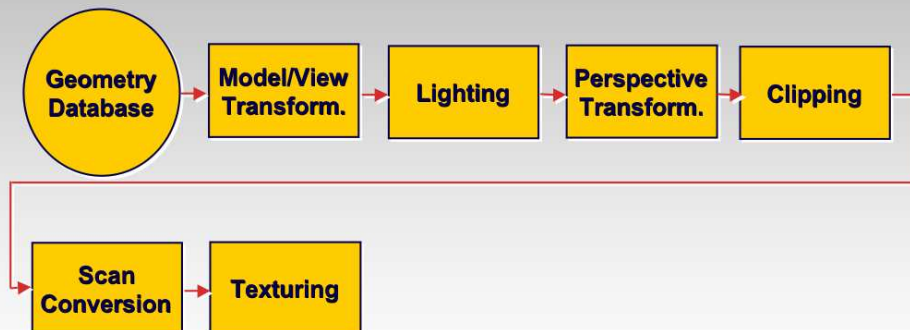 Geometry
Database
Model/View
Transform.
Lighting
Perspective
Transform.
Clipping
Scan
Conversion
Texturing